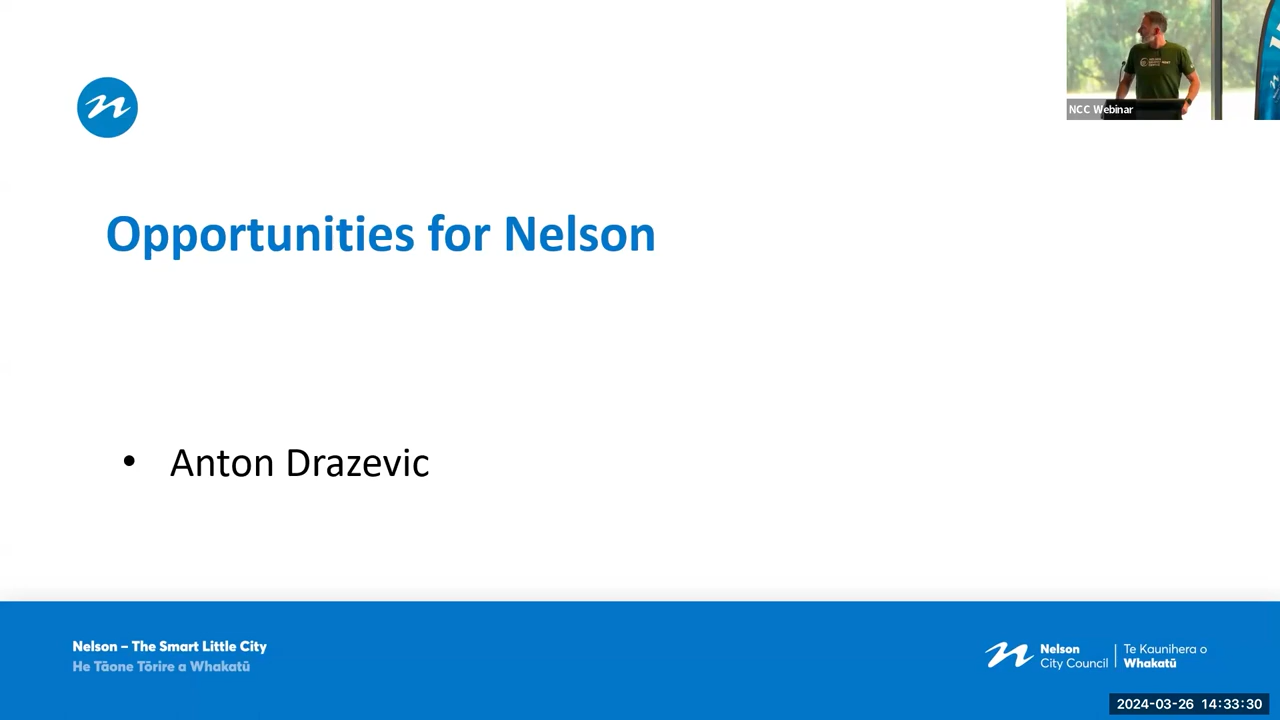 NCC Webinar
Opportunities for Nelson
• Anton Drazevic
Nelson – The Smart Little City
He Tāone Tōrire a Whakatū
Nelson
City Council
Te Kaunihera o
Whakatū
2024-03-26 14:33:30